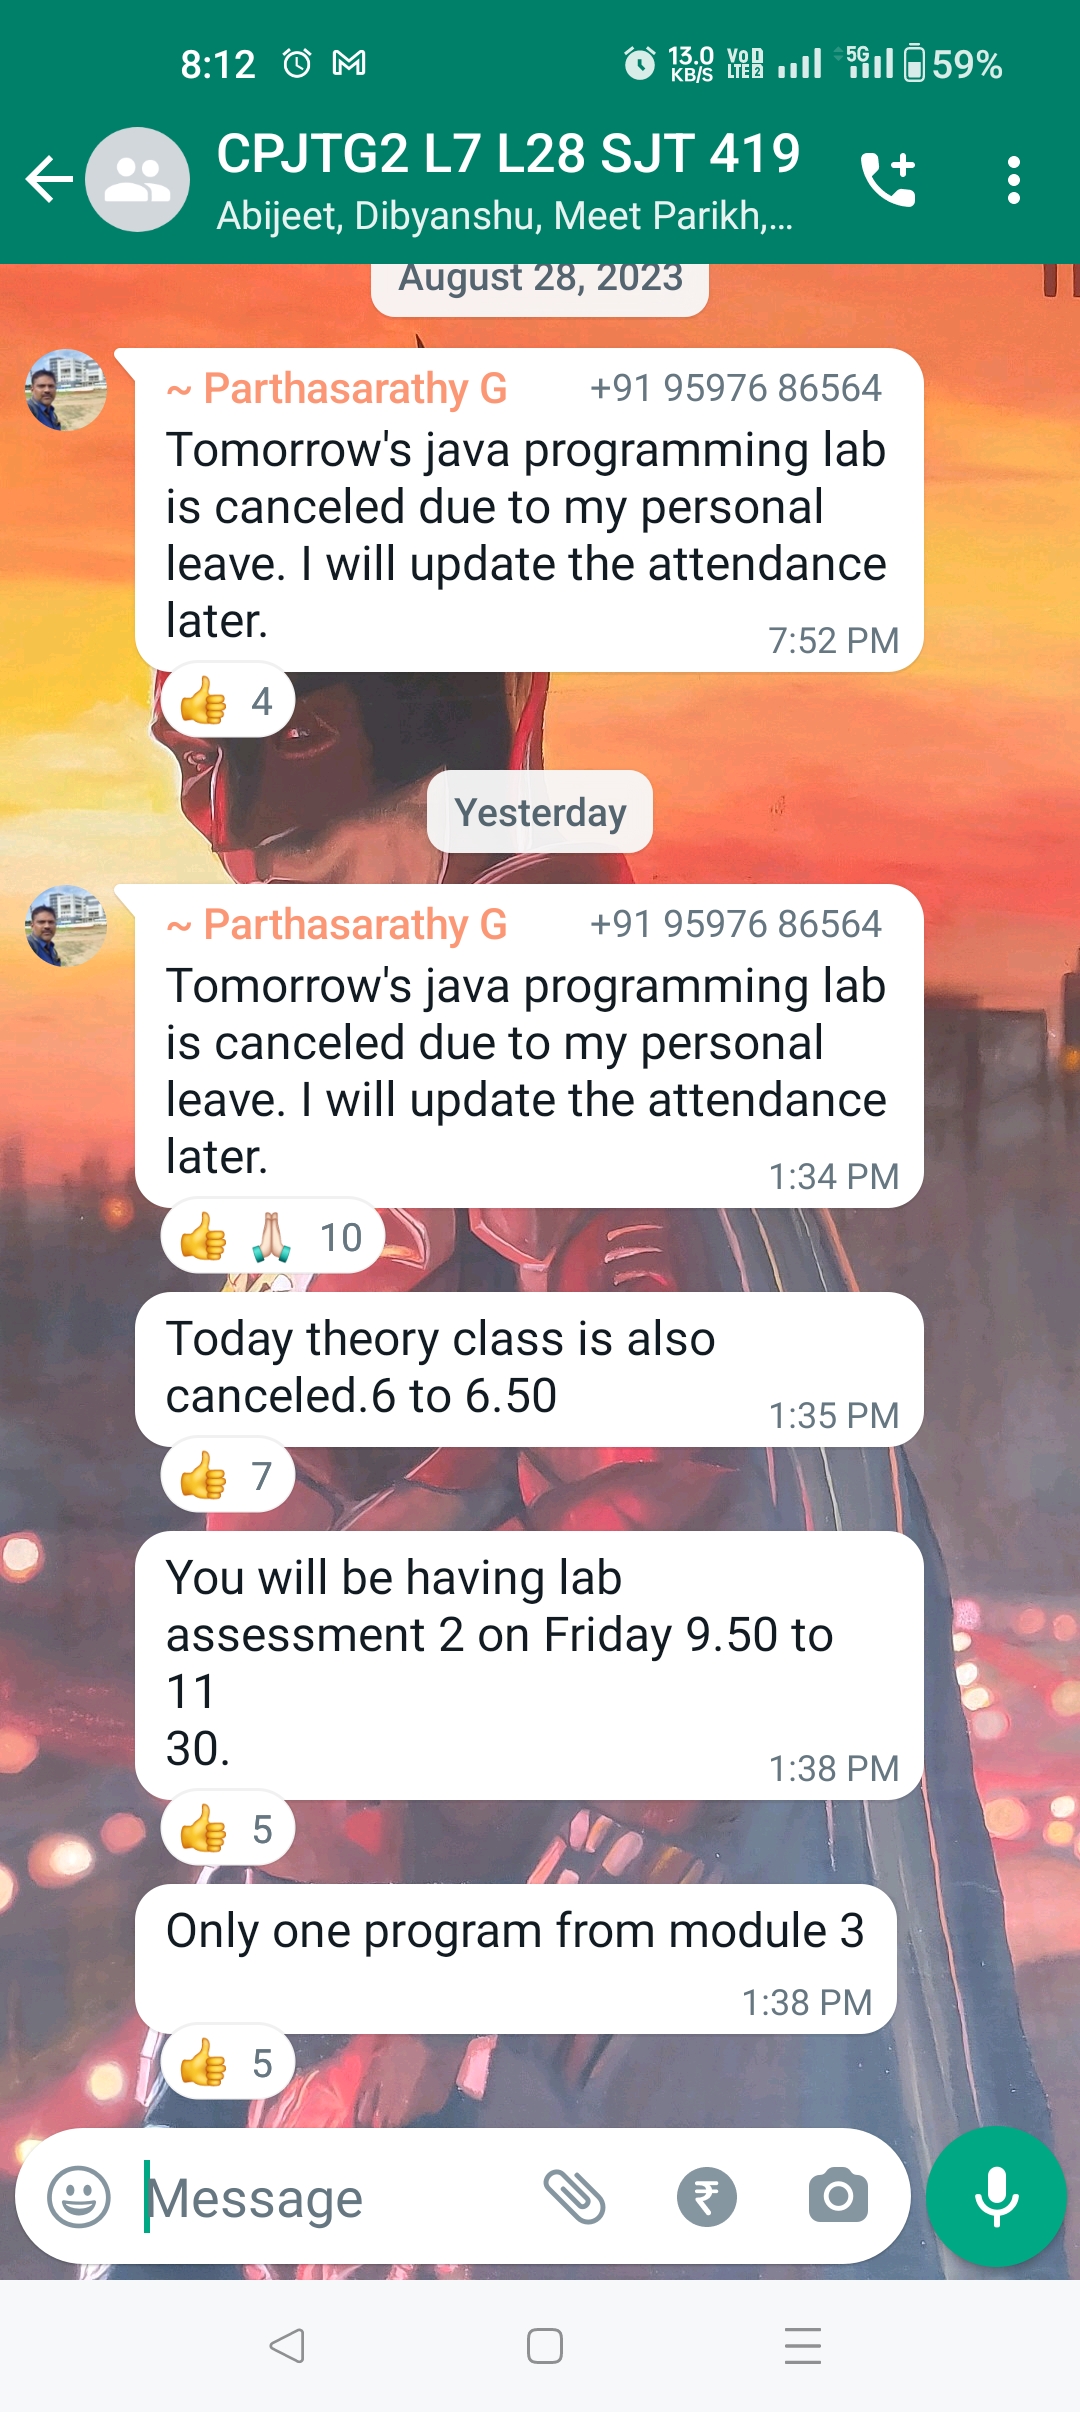 8:12
13.0 KB/S
VoD LTE2
5G
59%
CPJTG2 L7 L28 SJT 419
Abijeet, Dibyanshu, Meet Parikh,...
August 28, 2023
~ Parthasarathy G +91 95976 86564
Tomorrow's java programming lab
is canceled due to my personal
leave. I will update the attendance
later.
7:52 PM
4
Yesterday
~ Parthasarathy G +91 95976 86564
Tomorrow's java programming lab
is canceled due to my personal
leave. I will update the attendance
later.
1:34 PM
10
Today theory class is also
canceled.6 to 6.50
1:35 PM
7
You will be having lab
assessment 2 on Friday 9.50 to
11
30.
1:38 PM
5
Only one program from module 3
1:38 PM
5
Message
₹